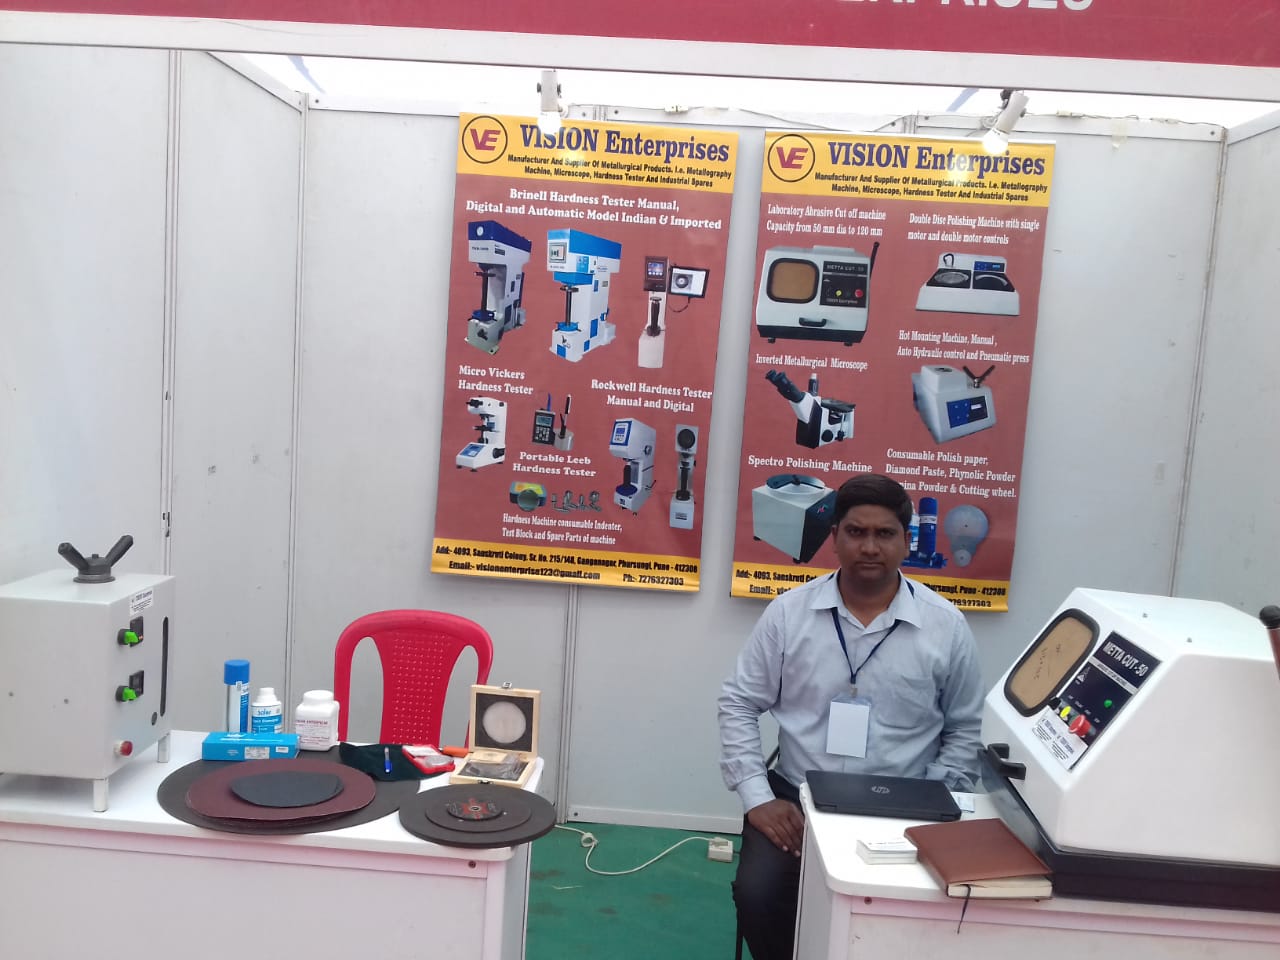 VE
VISION Enterprises
Manufacturer And Supplier Of Metallurgical Products. I.e. Metallography
Machine, Microscope, Hardness Tester And Industrial Spares
Brinell Hardness Tester Manual,
Digital and Automatic Model Indian & Imported
Micro Vickers
Hardness Tester
Rockwell Hardness Tester
Manual and Digital
Portable Leeb
Hardness Tester
Hardness Machine consumable Indenter,
Test Block and Spare Parts of machine
Add:- 4093, Sanskruti Colony, Sr. No. 215/148, Ganganagar, Phursungi, Pune - 412308
Email:- visionenterprise123@gmail.com Ph:- 7276327303
VE
VISION Enterprises
Manufacturer And Supplier Of Metallurgical Products. I.e. Metallography
Machine, Microscope, Hardness Tester And Industrial Spares
Laboratory Abrasive Cut off machine
Capacity from 50 mm dia to 120 mm
Double Disc Polishing Machine with single
motor and double motor controls
METTA CUT- 50
Hot Mounting Machine, Manual ,
Auto Hydraulic control and Pneumatic press
Inverted Metallurgical Microscope
Spectro Polishing Machine
Consumable Polish paper,
Diamond Paste, Phynolic Powder
Powder & Cutting wheel.
Add:- 4093, Sanskruti Phursungi, Pune - 412308
Email:-
METTA CUT- 50
hp